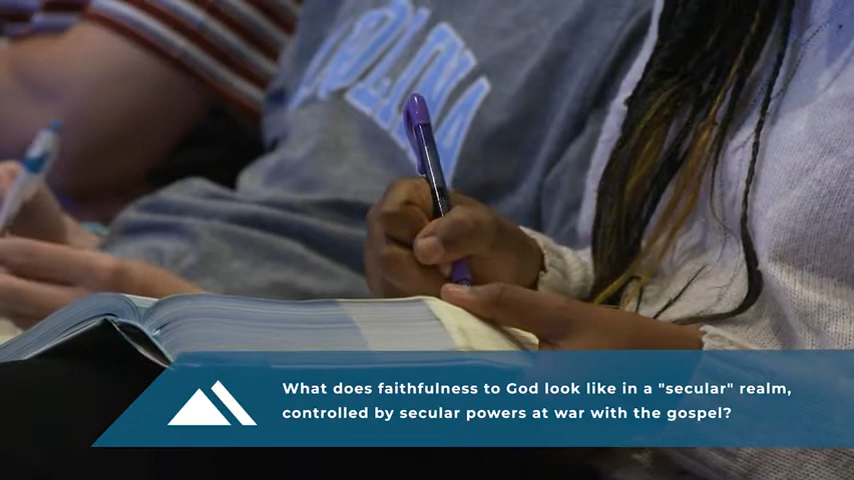 OLINA
What does faithfulness to God look like in a "secular" realm,
controlled by secular powers at war with the gospel?